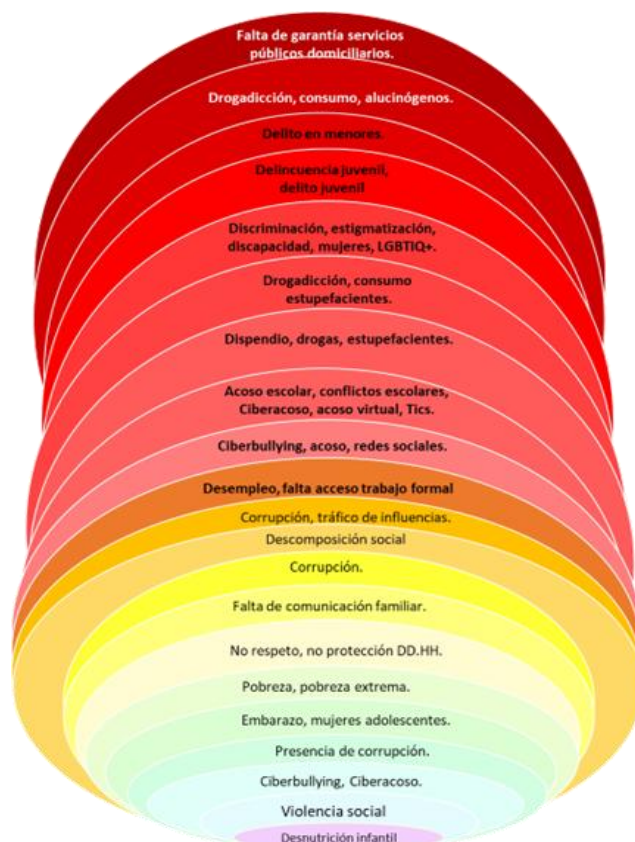 Falta de garantía servicios
públicos domiciliarios.
Drogadicción, consumo, alucinógenos.
Delito en menores.
Delincuencia juvenil,
delito juvenil
Discriminación, estigmatización,
discapacidad, mujeres, LGBTIQ+.
Drogadicción, consumo
estupefacientes.
Dispendio, drogas, estupefacientes.
Acoso escolar, conflictos escolares,
Ciberacoso, acoso virtual, Tics.
Ciberbullying, acoso, redes sociales.
Desempleo, falta acceso trabajo formal
Corrupción, tráfico de influencias.
Descomposición social
Corrupción.
Falta de comunicación familiar.
No respeto, no protección DD.HH.
Pobreza, pobreza extrema.
Embarazo, mujeres adolescentes.
Presencia de corrupción.
Ciberbullying, Ciberacoso.
Violencia social
Desnutrición infantil